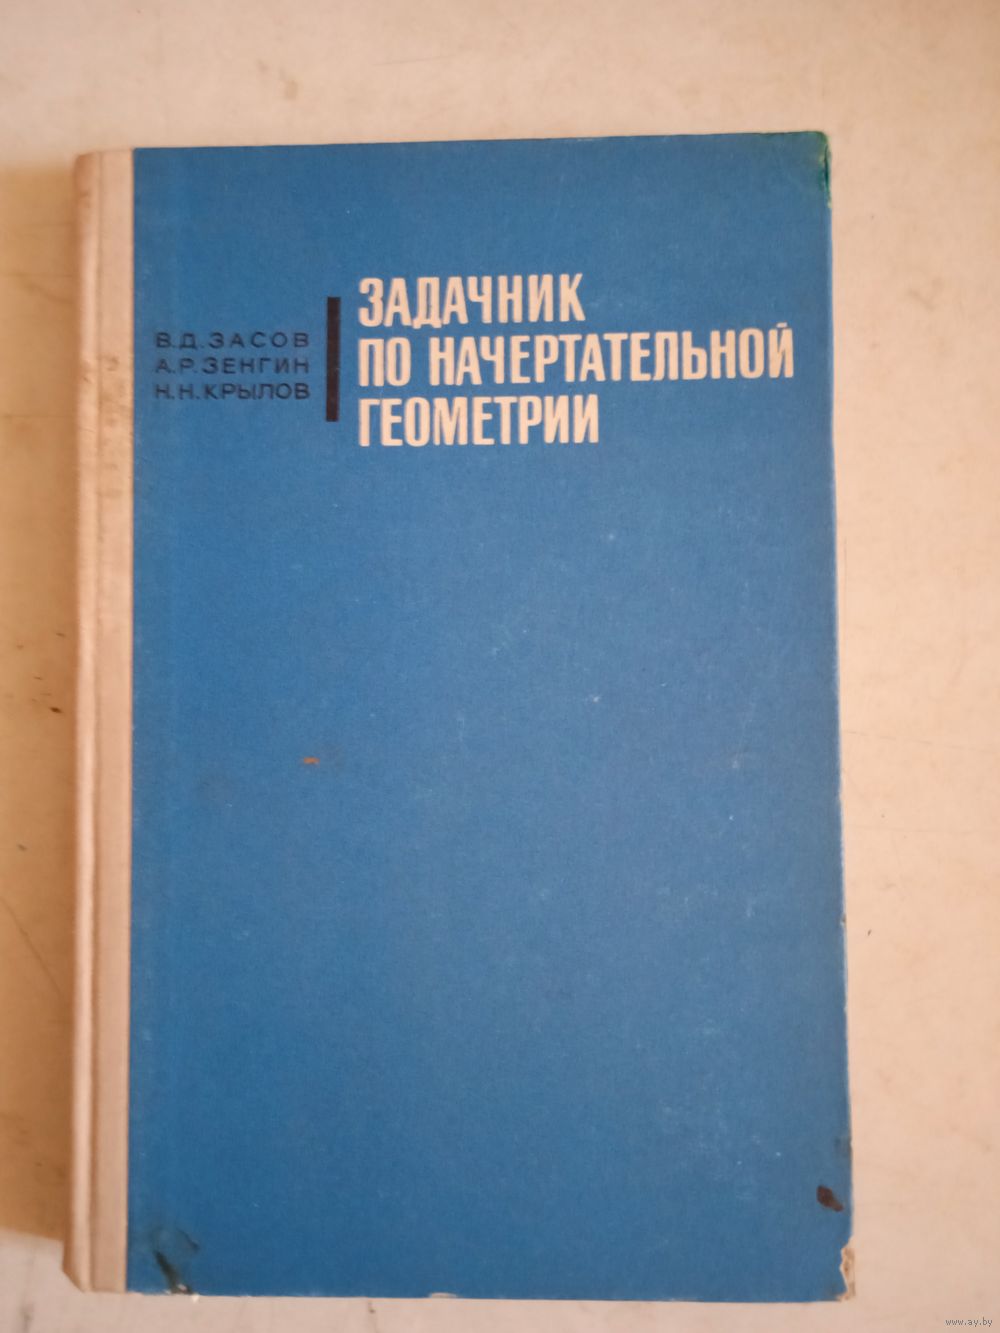 В.Д.ЗАСОВ
А.Р.ЗЕНГИН
Н.Н.КРЫЛОВ
ЗАДАЧНИК
ПО НАЧЕРТАТЕЛЬНОЙ
ГЕОМЕТРИИ
www.ay.by